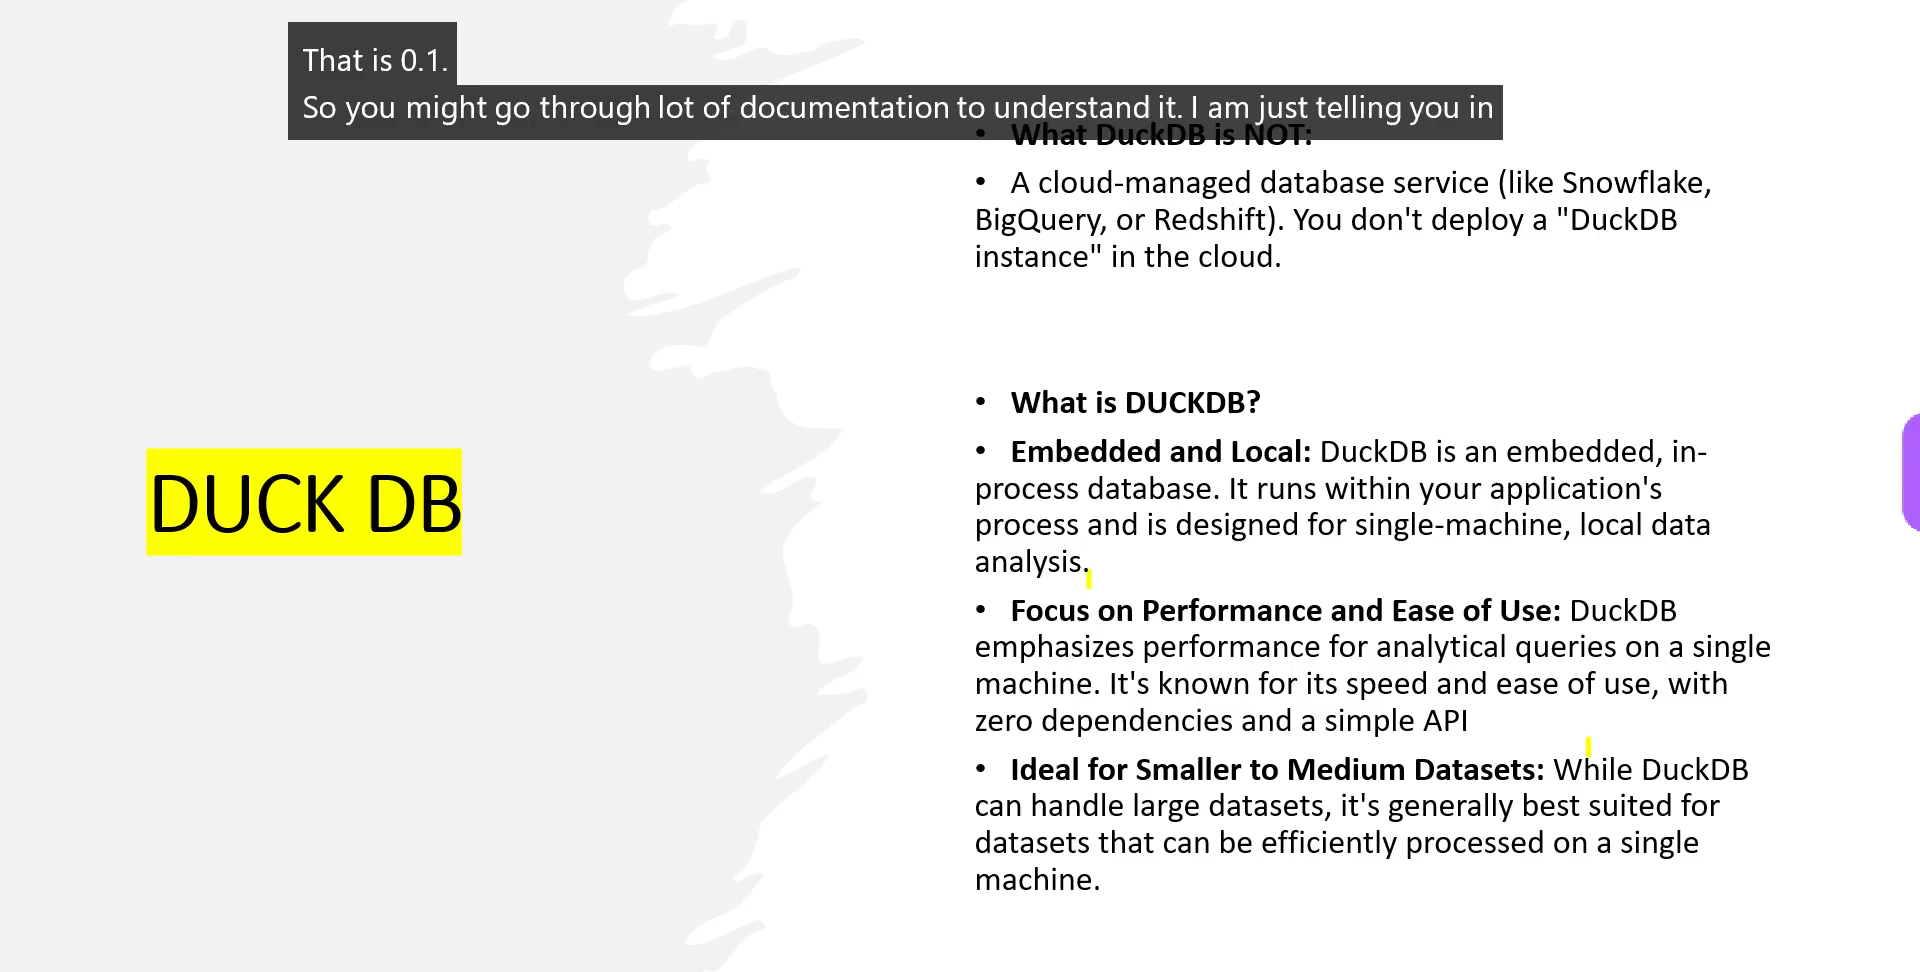 That is 0.1.
So you might go through lot of documentation to understand it. I am just telling you in
• What DuckDB is NOT:
• A cloud-managed database service (like Snowflake,
BigQuery, or Redshift). You don't deploy a "DuckDB
instance" in the cloud.
DUCK DB
• What is DUCKDB?
• Embedded and Local: DuckDB is an embedded, in-
process database. It runs within your application's
process and is designed for single-machine, local data
analysis.
• Focus on Performance and Ease of Use: DuckDB
emphasizes performance for analytical queries on a single
machine. It's known for its speed and ease of use, with
zero dependencies and a simple API
• Ideal for Smaller to Medium Datasets: While DuckDB
can handle large datasets, it's generally best suited for
datasets that can be efficiently processed on a single
machine.